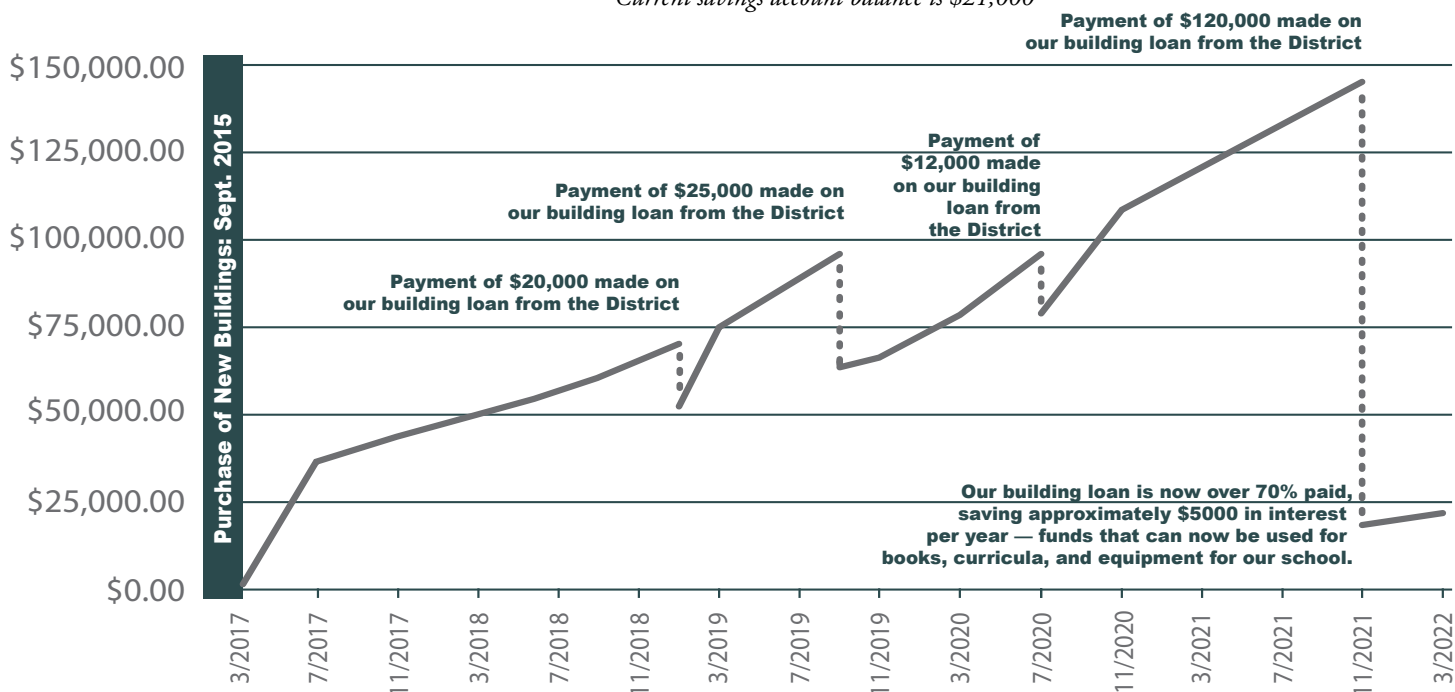 Current savings account balance is $21,000
Payment of $120,000 made on
our building loan from the District
$150,000.00
$125,000.00
$100,000.00
$75,000.00
$50,000.00
$25,000.00
$0.00
Purchase of New Buildings: Sept. 2015
Payment of
$12,000 made
on our building
loan from
the District
Payment of $25,000 made on
our building loan from the District
Payment of $20,000 made on
our building loan from the District
Our building loan is now over 70% paid,
saving approximately $5000 in interest
per year — funds that can now be used for
books, curricula, and equipment for our school.
3/2017
7/2017
11/2017
3/2018
7/2018
11/2018
3/2019
7/2019
11/2019
3/2020
7/2020
11/2020
3/2021
7/2021
11/2021
3/2022